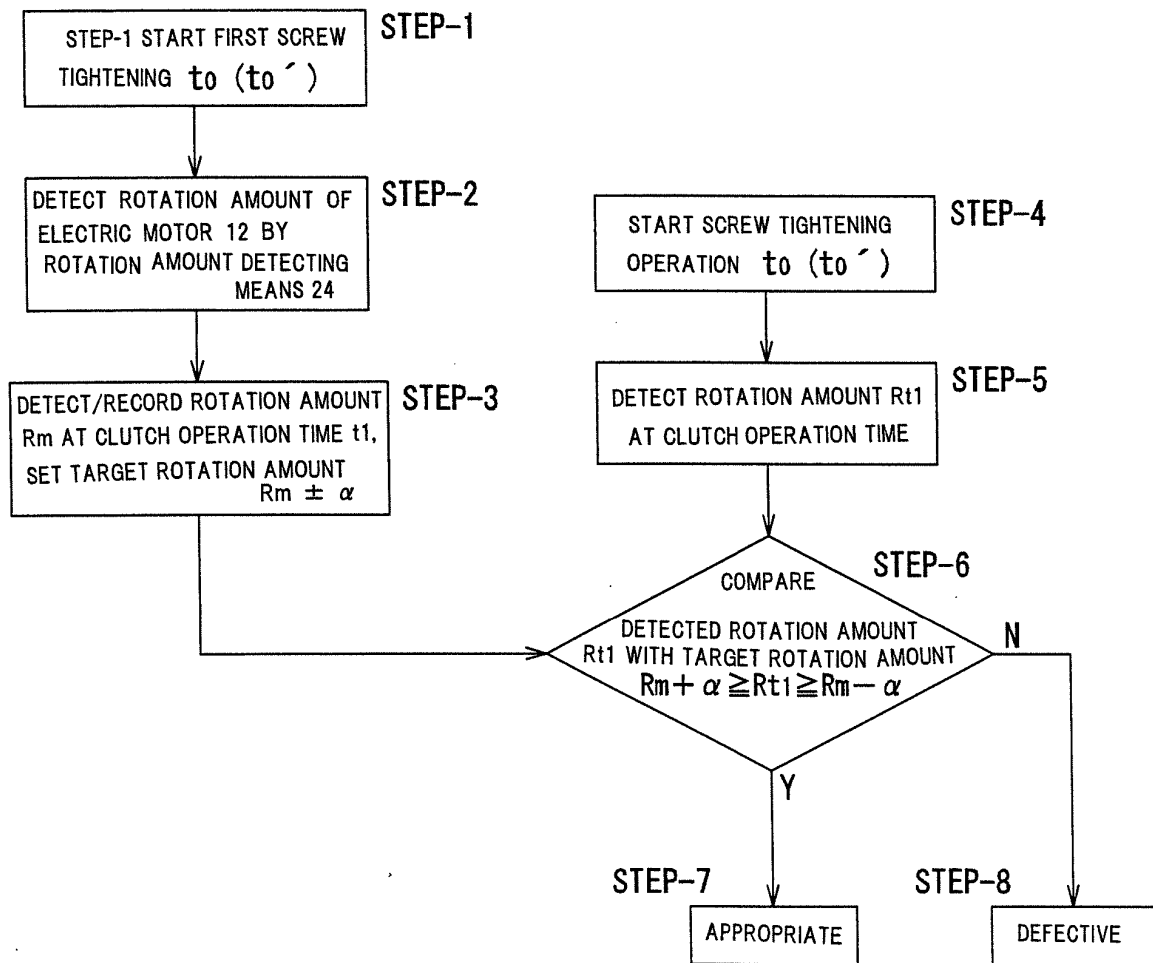 STEP-1 START FIRST SCREW
TIGHTENING to (to´)
STEP-1
DETECT ROTATION AMOUNT OF
ELECTRIC MOTOR 12 BY
ROTATION AMOUNT DETECTING
MEANS 24
STEP-2
DETECT/RECORD ROTATION AMOUNT
Rm AT CLUTCH OPERATION TIME t1,
SET TARGET ROTATION AMOUNT
Rm ± α
STEP-3
START SCREW TIGHTENING
OPERATION to (to´)
STEP-4
DETECT ROTATION AMOUNT Rt1
AT CLUTCH OPERATION TIME
STEP-5
COMPARE
DETECTED ROTATION AMOUNT
Rt1 WITH TARGET ROTATION AMOUNT
Rm+α≧Rt1≧Rm-α
STEP-6
N
Y
STEP-7
APPROPRIATE
STEP-8
DEFECTIVE